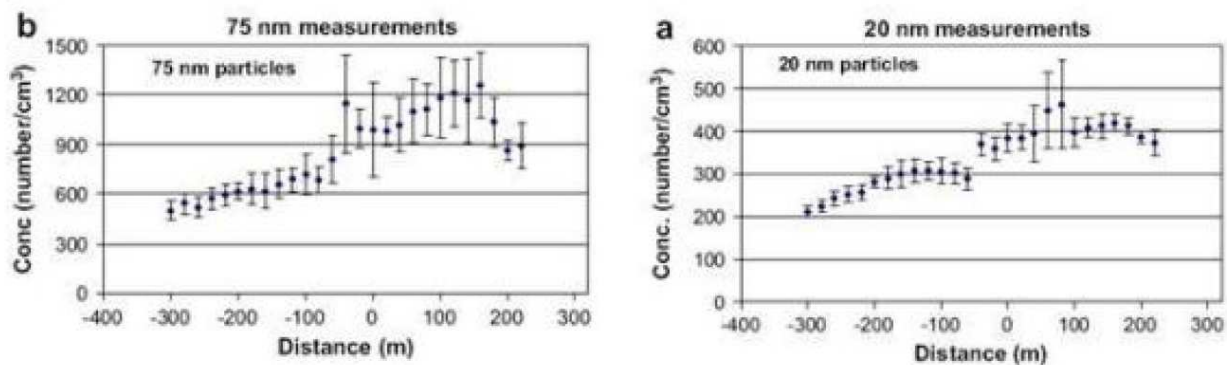 b
75 nm measurements
75 nm particles
Conc (number/cm³)
1500
1200
900
600
300
0
-400 -300 -200 -100 0 100 200 300
Distance (m)
a
20 nm measurements
20 nm particles
Conc. (number/cm³)
600
500
400
300
200
100
0
-400 -300 -200 -100 0 100 200 300
Distance (m)